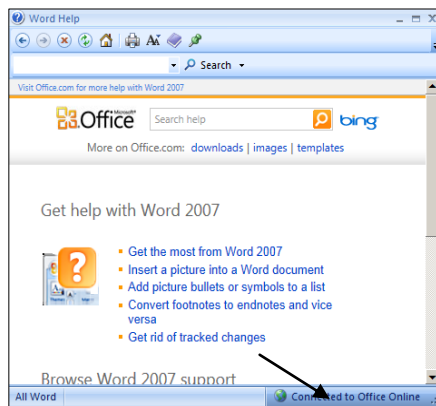 Word Help
Search
Visit Office.com for more help with Word 2007
Microsoft®
Office
Search help
bing
More on Office.com: downloads | images | templates
Get help with Word 2007
Get the most from Word 2007
Insert a picture into a Word document
Add picture bullets or symbols to a list
Convert footnotes to endnotes and vice
versa
Get rid of tracked changes
Browse Word 2007 support
All Word
Connected to Office Online